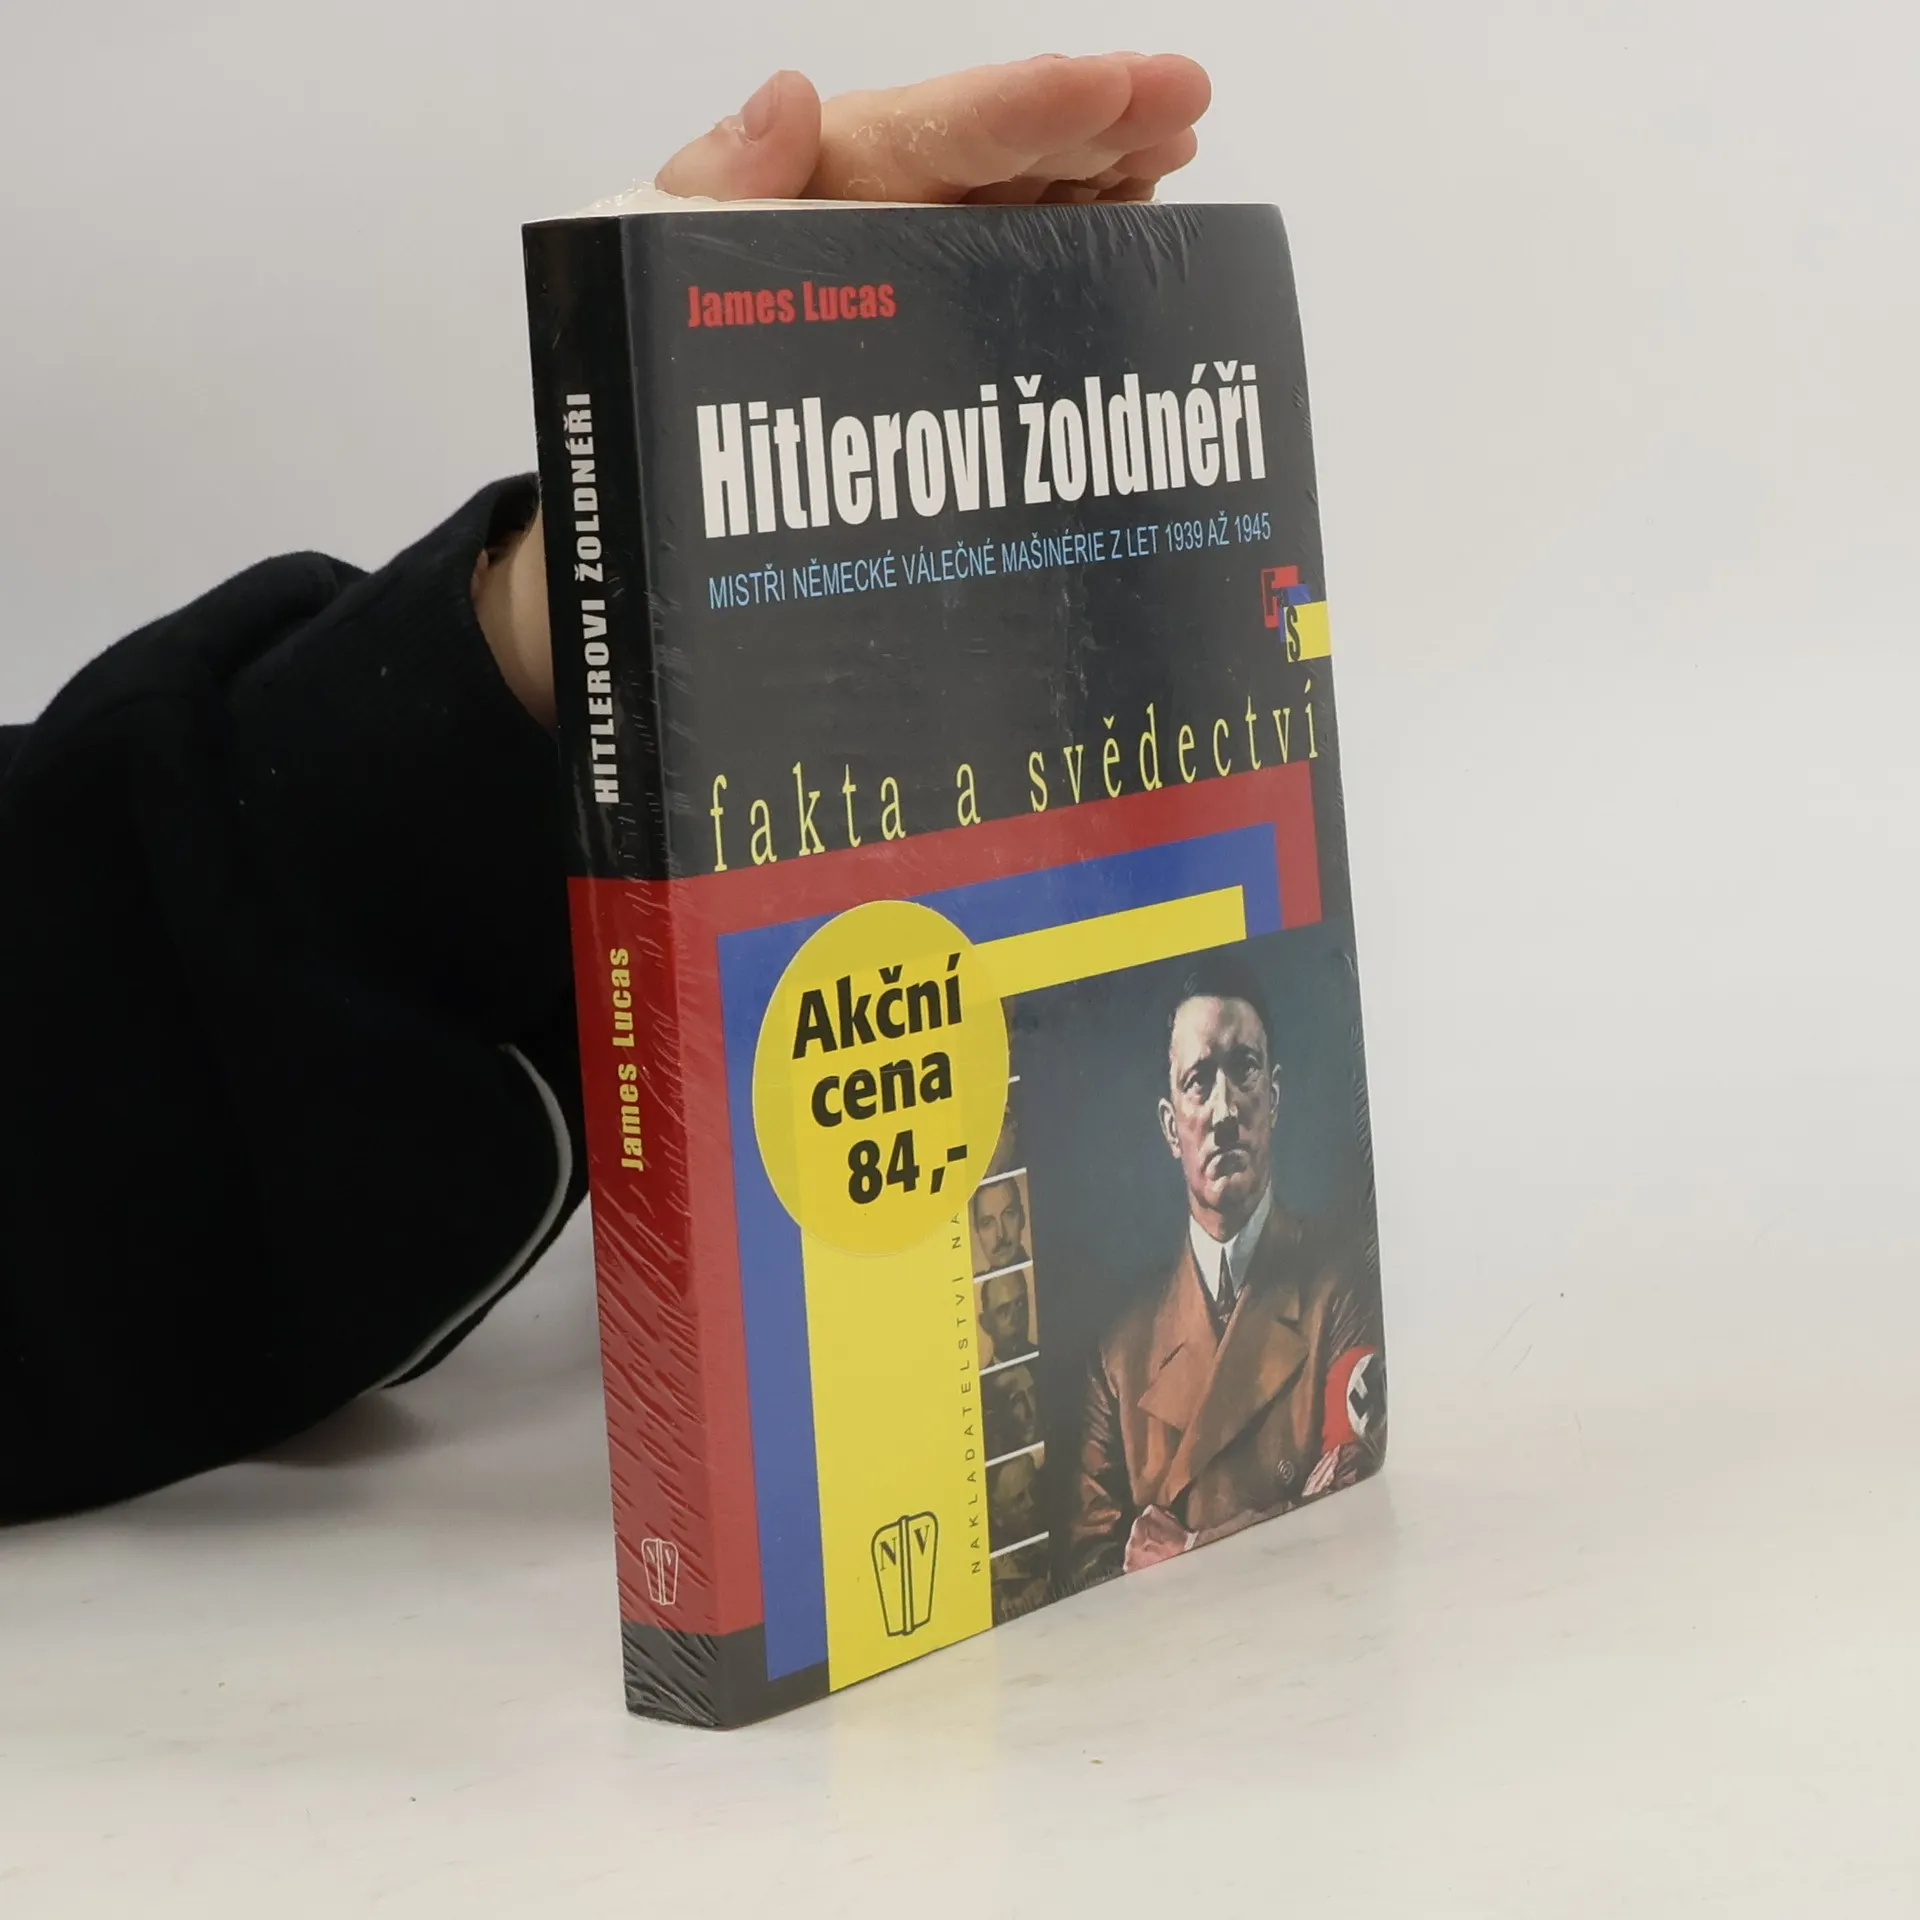 James Lucas
Hitlerovi žoldnéři
MISTŘI NĚMECKÉ VÁLEČNÉ MAŠINÉRIE Z LET 1939 AŽ 1945
F
S
fakta a svědectví
Akční
cena
84,-
NAKLADATELSTVÍ NA
N V
HITLEROVI ŽOLDNÉŘI
James Lucas
N V